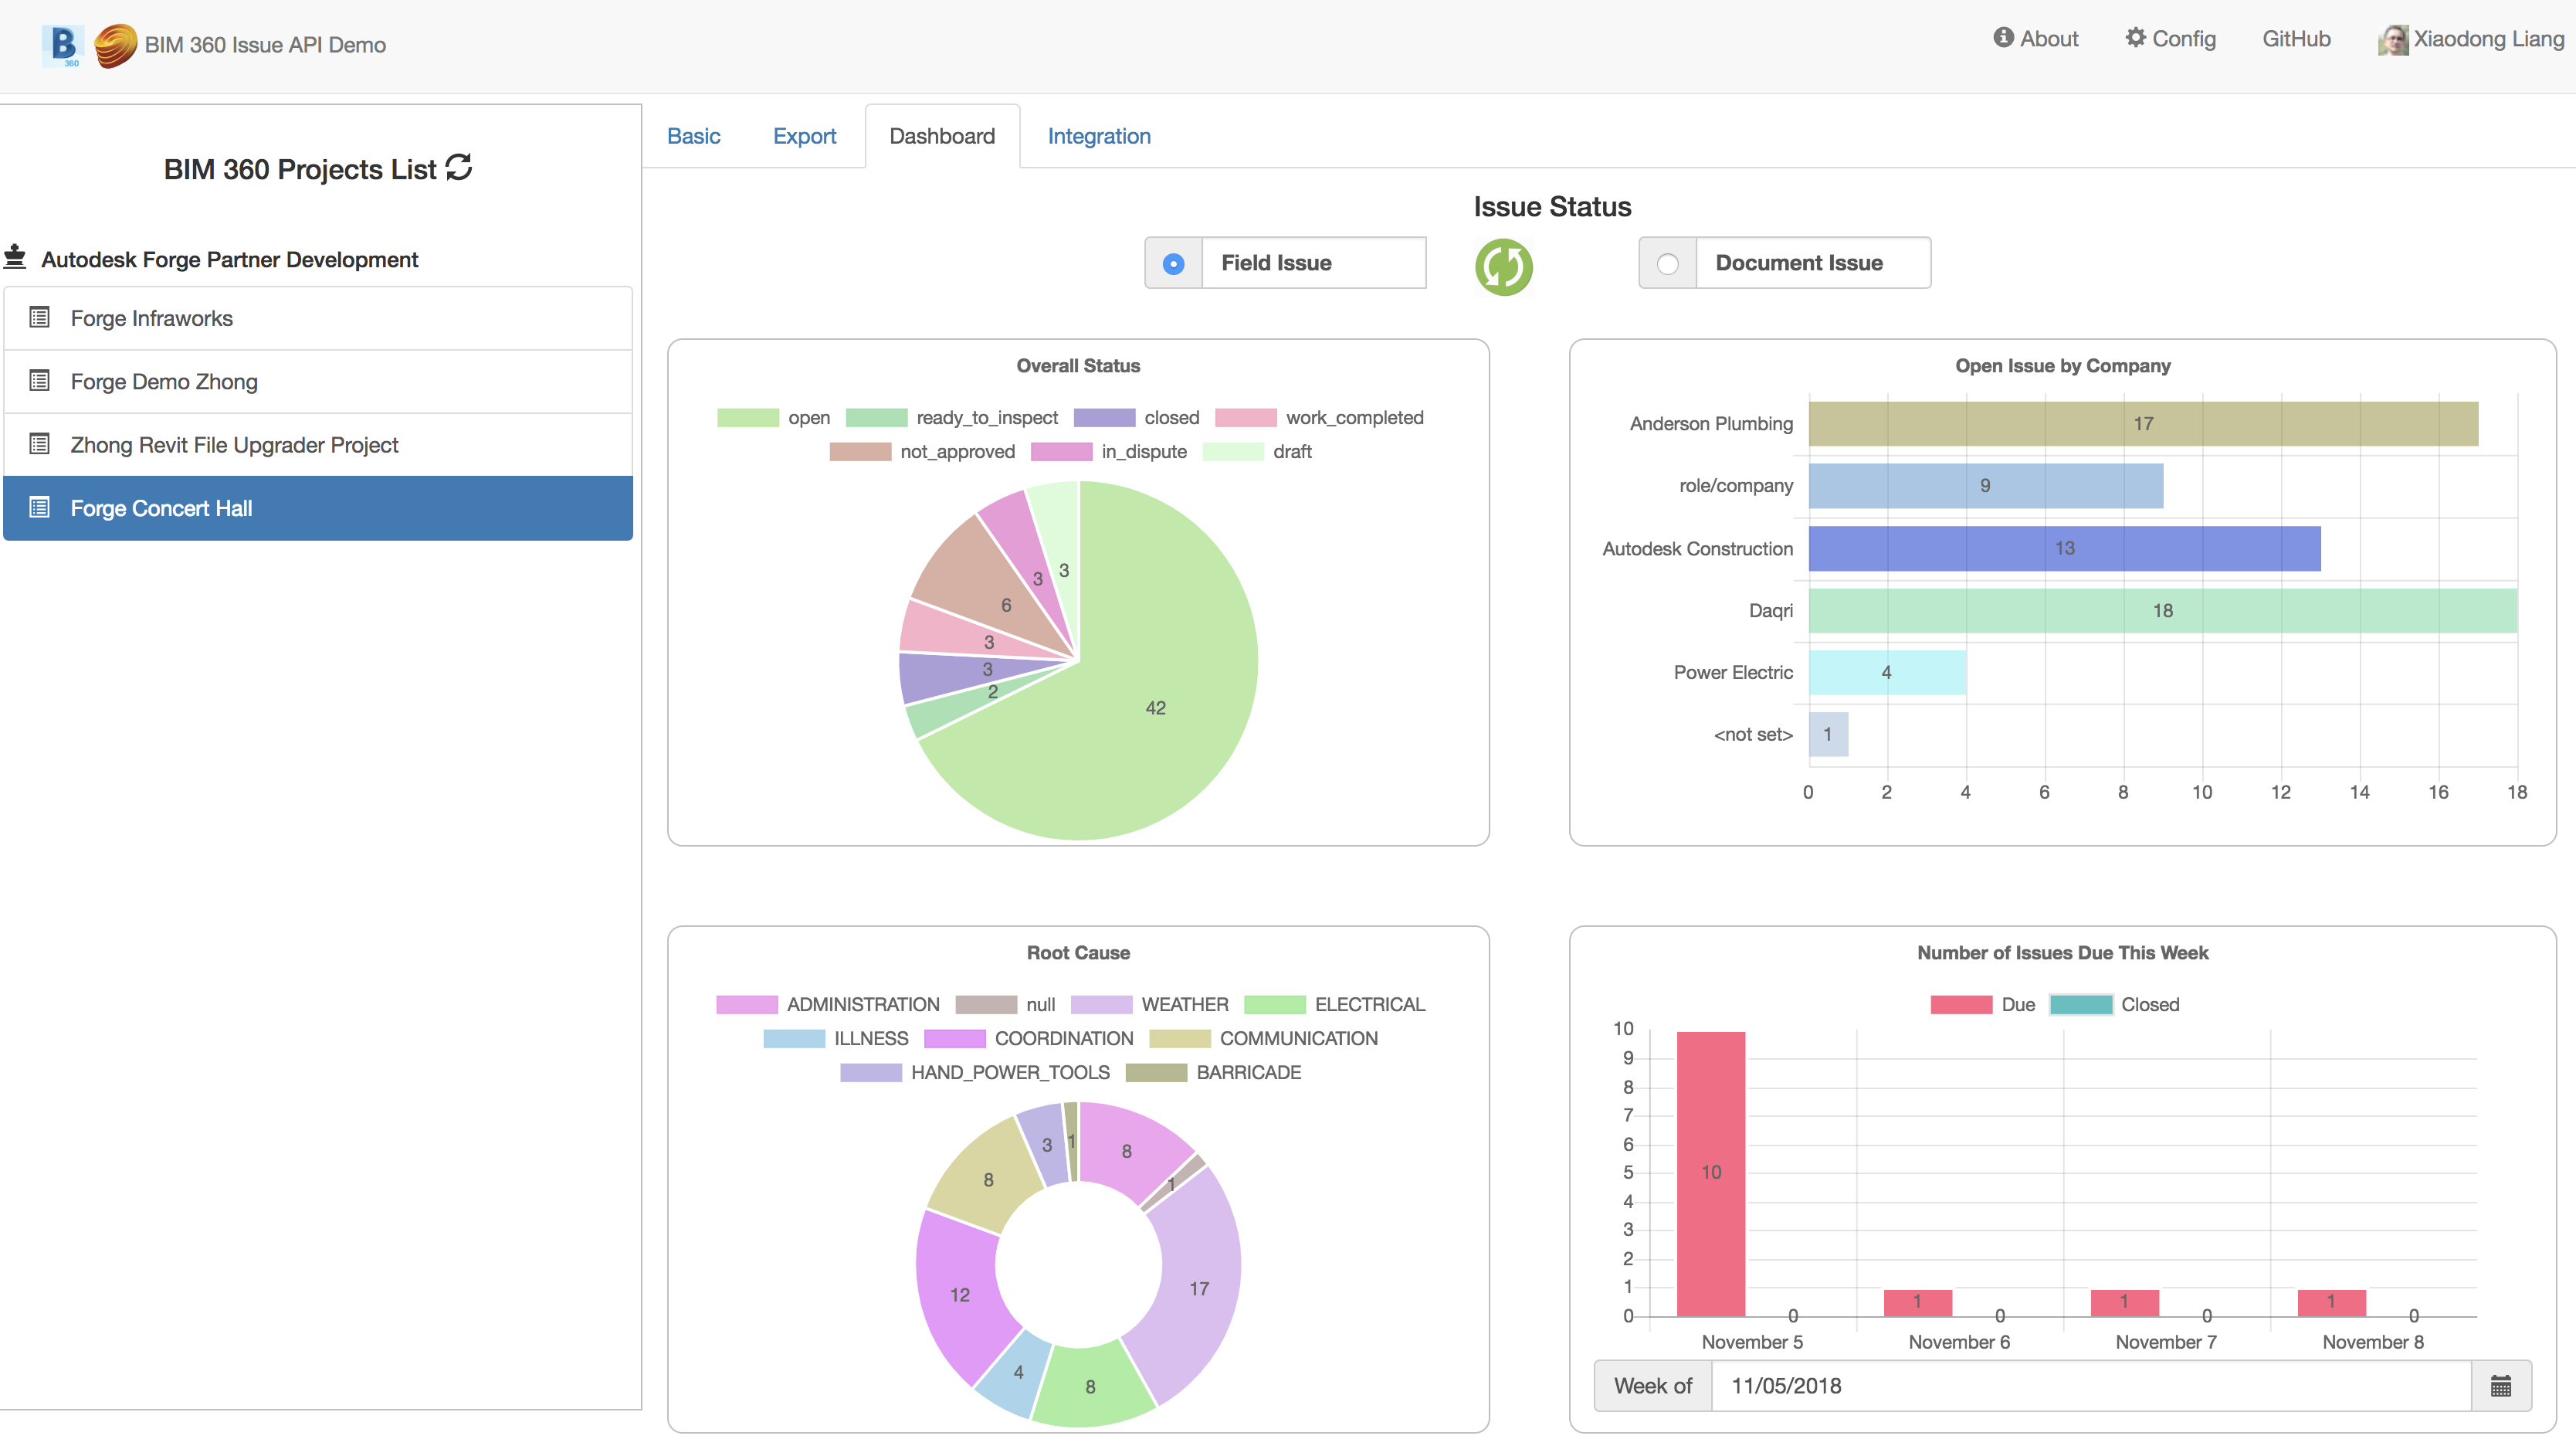 B 360 BIM 360 Issue API Demo
About Config GitHub Xiaodong Liang
BIM 360 Projects List
Autodesk Forge Partner Development
Forge Infraworks
Forge Demo Zhong
Zhong Revit File Upgrader Project
Forge Concert Hall
Basic Export Dashboard Integration
Issue Status
Field Issue Document Issue
Overall Status
open ready_to_inspect closed work_completed
not_approved in_dispute draft
3
3
6
3
3
2
42
Open Issue by Company
Anderson Plumbing 17
role/company 9
Autodesk Construction 13
Daqri 18
Power Electric 4
<not set> 1
0 2 4 6 8 10 12 14 16 18
Root Cause
ADMINISTRATION null WEATHER ELECTRICAL
ILLNESS COORDINATION COMMUNICATION
HAND_POWER_TOOLS BARRICADE
3 1 8
8 1
12 17
4 8
Number of Issues Due This Week
Due Closed
10
9
8
7
6
5
4
3
2
1
0
10 0 1 0 1 0 1 0
November 5 November 6 November 7 November 8
Week of 11/05/2018